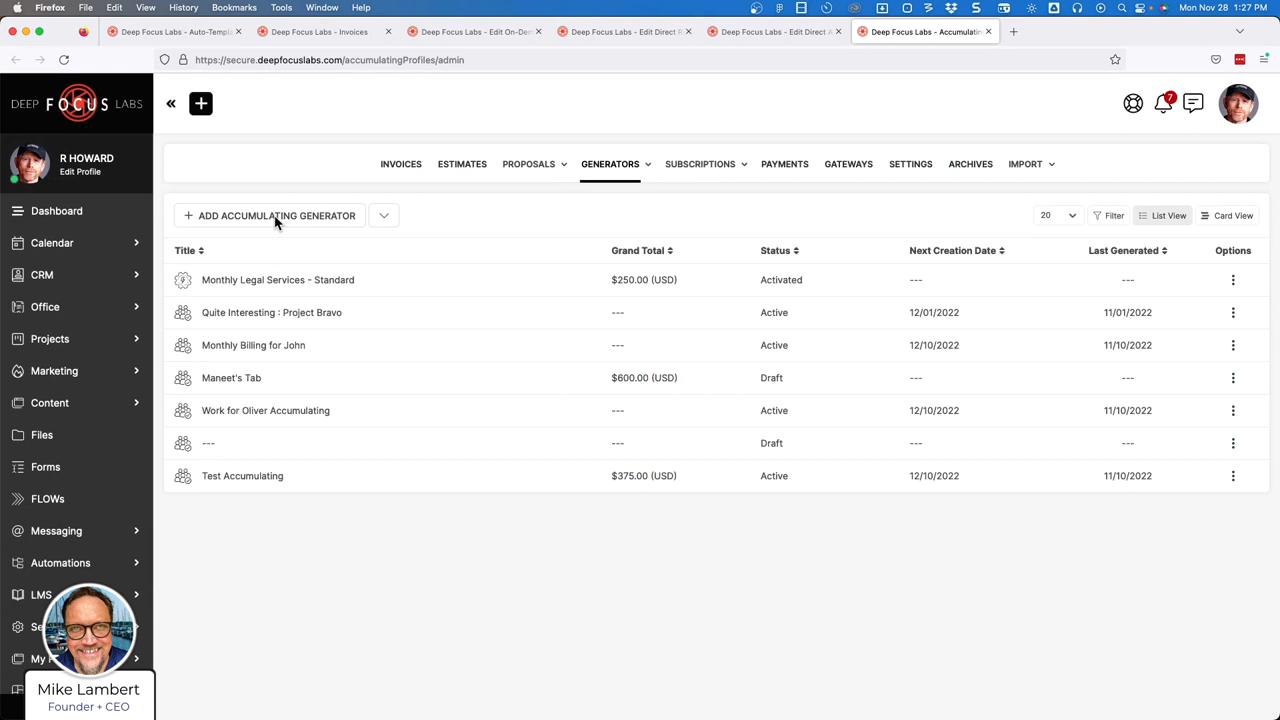 Firefox File Edit View History Bookmarks Tools Window Help Mon Nov 28 1:27 PM
Deep Focus Labs - Auto-Templa
Deep Focus Labs - Invoices
Deep Focus Labs - Edit On-Dem
Deep Focus Labs - Edit Direct R
Deep Focus Labs - Edit Direct A
Deep Focus Labs - Accumulatin
https://secure.deepfocuslabs.com/accumulatingProfiles/admin
DEEP FOCUS LABS
7
R HOWARD
Edit Profile
Dashboard
Calendar
CRM
Office
Projects
Marketing
Content
Files
Forms
FLOWs
Messaging
Automations
LMS
Mike Lambert
Founder + CEO
INVOICES ESTIMATES PROPOSALS GENERATORS SUBSCRIPTIONS PAYMENTS GATEWAYS SETTINGS ARCHIVES IMPORT
+ ADD ACCUMULATING GENERATOR
20 Filter List View Card View
Title Grand Total Status Next Creation Date Last Generated Options
Monthly Legal Services - Standard $250.00 (USD) Activated --- ---
Quite Interesting : Project Bravo --- Active 12/01/2022 11/01/2022
Monthly Billing for John --- Active 12/10/2022 11/10/2022
Maneet's Tab $600.00 (USD) Draft --- ---
Work for Oliver Accumulating --- Active 12/10/2022 11/10/2022
--- --- Draft --- ---
Test Accumulating $375.00 (USD) Active 12/10/2022 11/10/2022